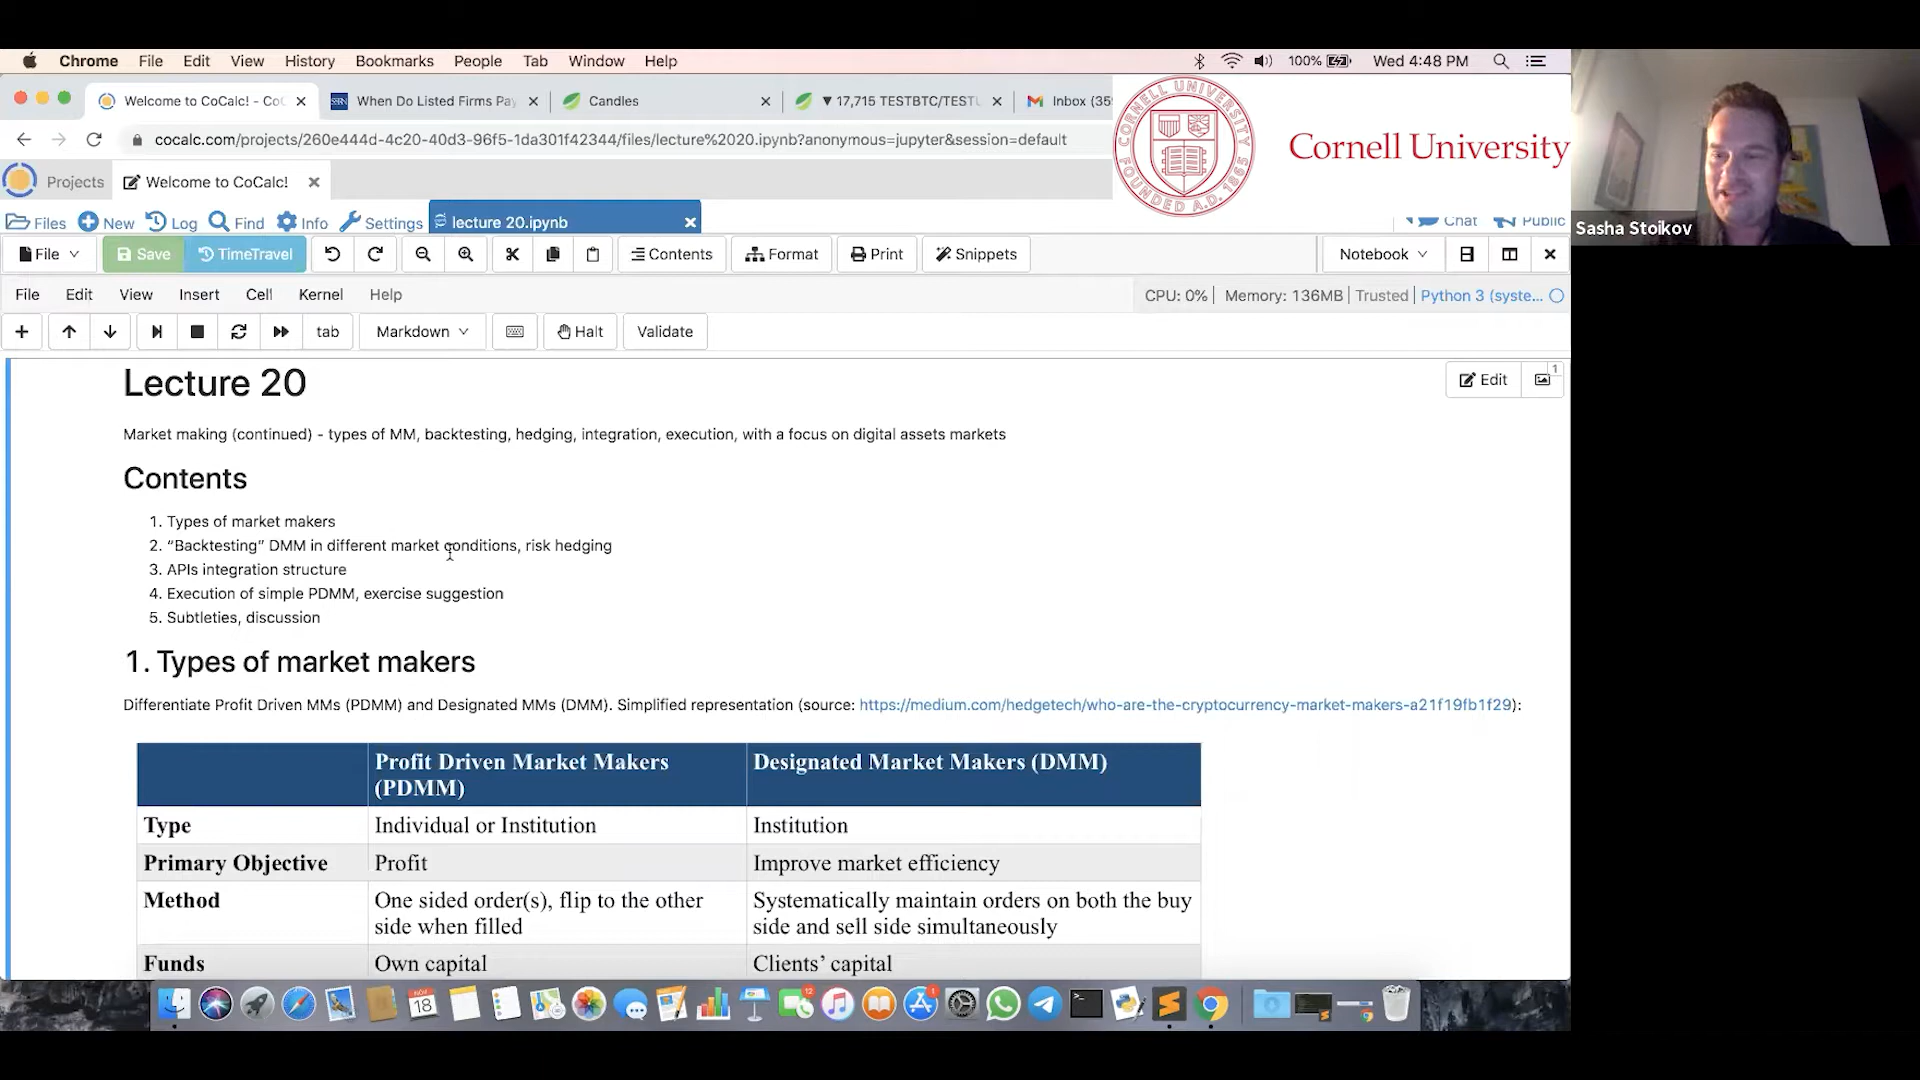 Chrome File Edit View History Bookmarks People Tab Window Help 100% Wed 4:48 PM
Welcome to CoCalc! - CoC SSRN When Do Listed Firms Pay Candles ▼ 17,715 TESTBTC/TESTU Inbox (35
cocalc.com/projects/260e444d-4c20-40d3-96f5-1da301f42344/files/lecture%2020.ipynb?anonymous=jupyter&session=default
CORNELL UNIVERSITY FOUNDED A.D. 1865
Cornell University
Projects Welcome to CoCalc!
Files New Log Find Info Settings lecture 20.ipynb Chat Public
Sasha Stoikov
File Save TimeTravel Contents Format Print Snippets Notebook
File Edit View Insert Cell Kernel Help CPU: 0% | Memory: 136MB | Trusted | Python 3 (syste...
tab Markdown Halt Validate
Lecture 20
Edit 1
Market making (continued) - types of MM, backtesting, hedging, integration, execution, with a focus on digital assets markets
Contents
1. Types of market makers
2. “Backtesting” DMM in different market conditions, risk hedging
3. APIs integration structure
4. Execution of simple PDMM, exercise suggestion
5. Subtleties, discussion
1. Types of market makers
Differentiate Profit Driven MMs (PDMM) and Designated MMs (DMM). Simplified representation (source: https://medium.com/hedgetech/who-are-the-cryptocurrency-market-makers-a21f19fb1f29):
Profit Driven Market Makers (PDMM) Designated Market Makers (DMM)
Type Individual or Institution Institution
Primary Objective Profit Improve market efficiency
Method One sided order(s), flip to the other side when filled Systematically maintain orders on both the buy side and sell side simultaneously
Funds Own capital Clients’ capital
NOV 18 12 1